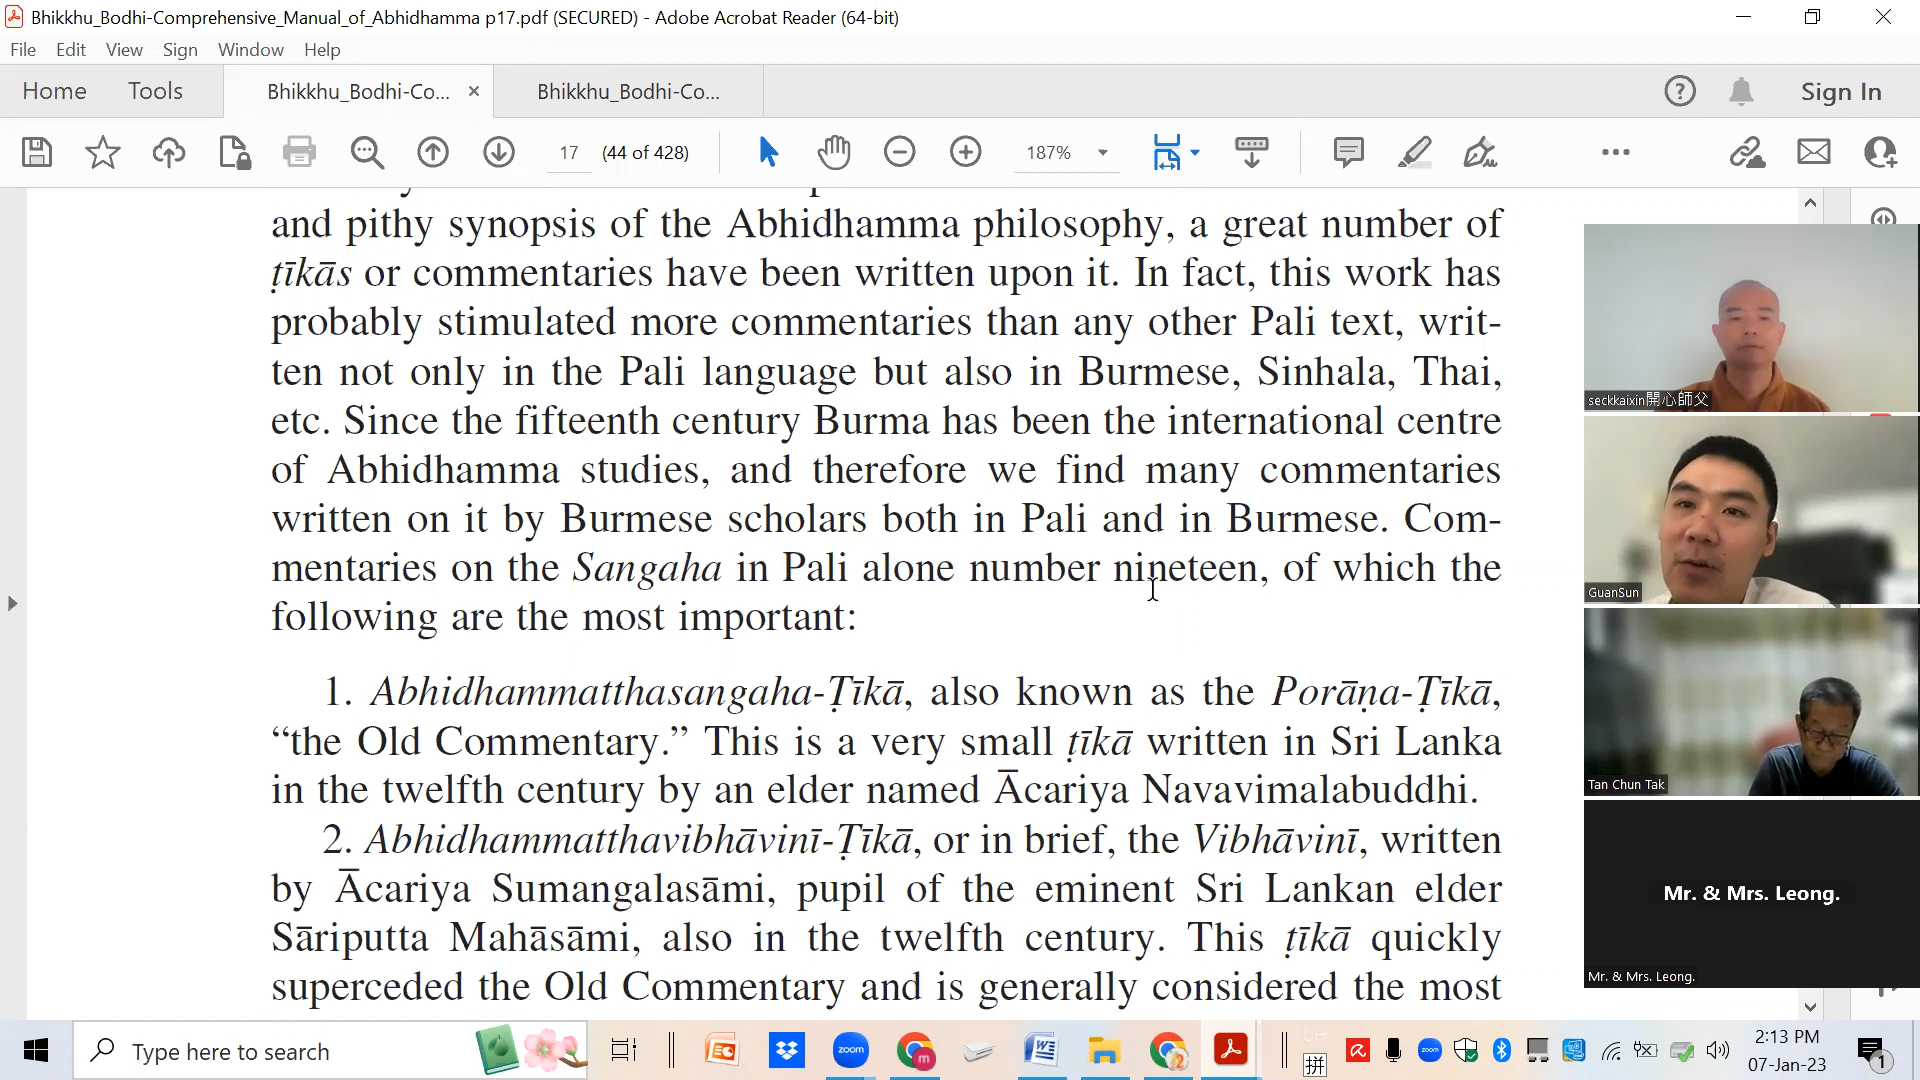 Bhikkhu_Bodhi-Comprehensive_Manual_of_Abhidhamma p17.pdf (SECURED) - Adobe Acrobat Reader (64-bit)
File Edit View Sign Window Help
Home Tools Bhikkhu_Bodhi-Co... × Bhikkhu_Bodhi-Co... Sign In
17 (44 of 428) 187%
and pithy synopsis of the Abhidhamma philosophy, a great number of
ṭīkās or commentaries have been written upon it. In fact, this work has
probably stimulated more commentaries than any other Pali text, writ-
ten not only in the Pali language but also in Burmese, Sinhala, Thai,
etc. Since the fifteenth century Burma has been the international centre
of Abhidhamma studies, and therefore we find many commentaries
written on it by Burmese scholars both in Pali and in Burmese. Com-
mentaries on the Sangaha in Pali alone number nineteen, of which the
following are the most important:
1. Abhidhammatthasangaha-Ṭīkā, also known as the Porāṇa-Ṭīkā,
“the Old Commentary.” This is a very small ṭīkā written in Sri Lanka
in the twelfth century by an elder named Ācariya Navavimalabuddhi.
2. Abhidhammatthavibhāvinī-Ṭīkā, or in brief, the Vibhāvinī, written
by Ācariya Sumangalasāmi, pupil of the eminent Sri Lankan elder
Sāriputta Mahāsāmi, also in the twelfth century. This ṭīkā quickly
superceded the Old Commentary and is generally considered the most
seckkaixin開心師父
GuanSun
Tan Chun Tak
Mr. & Mrs. Leong.
Mr. & Mrs. Leong.
Type here to search
zoom
m
zoom
拼
2:13 PM
07-Jan-23
1